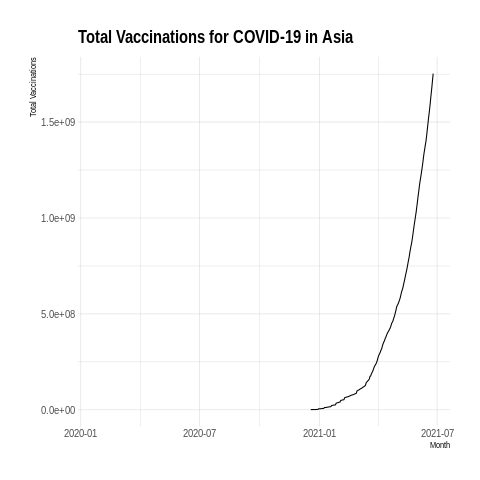 Total Vaccinations for COVID-19 in Asia
Total Vaccinations
1.5e+09
1.0e+09
5.0e+08
0.0e+00
2020-01 2020-07 2021-01 2021-07
Month